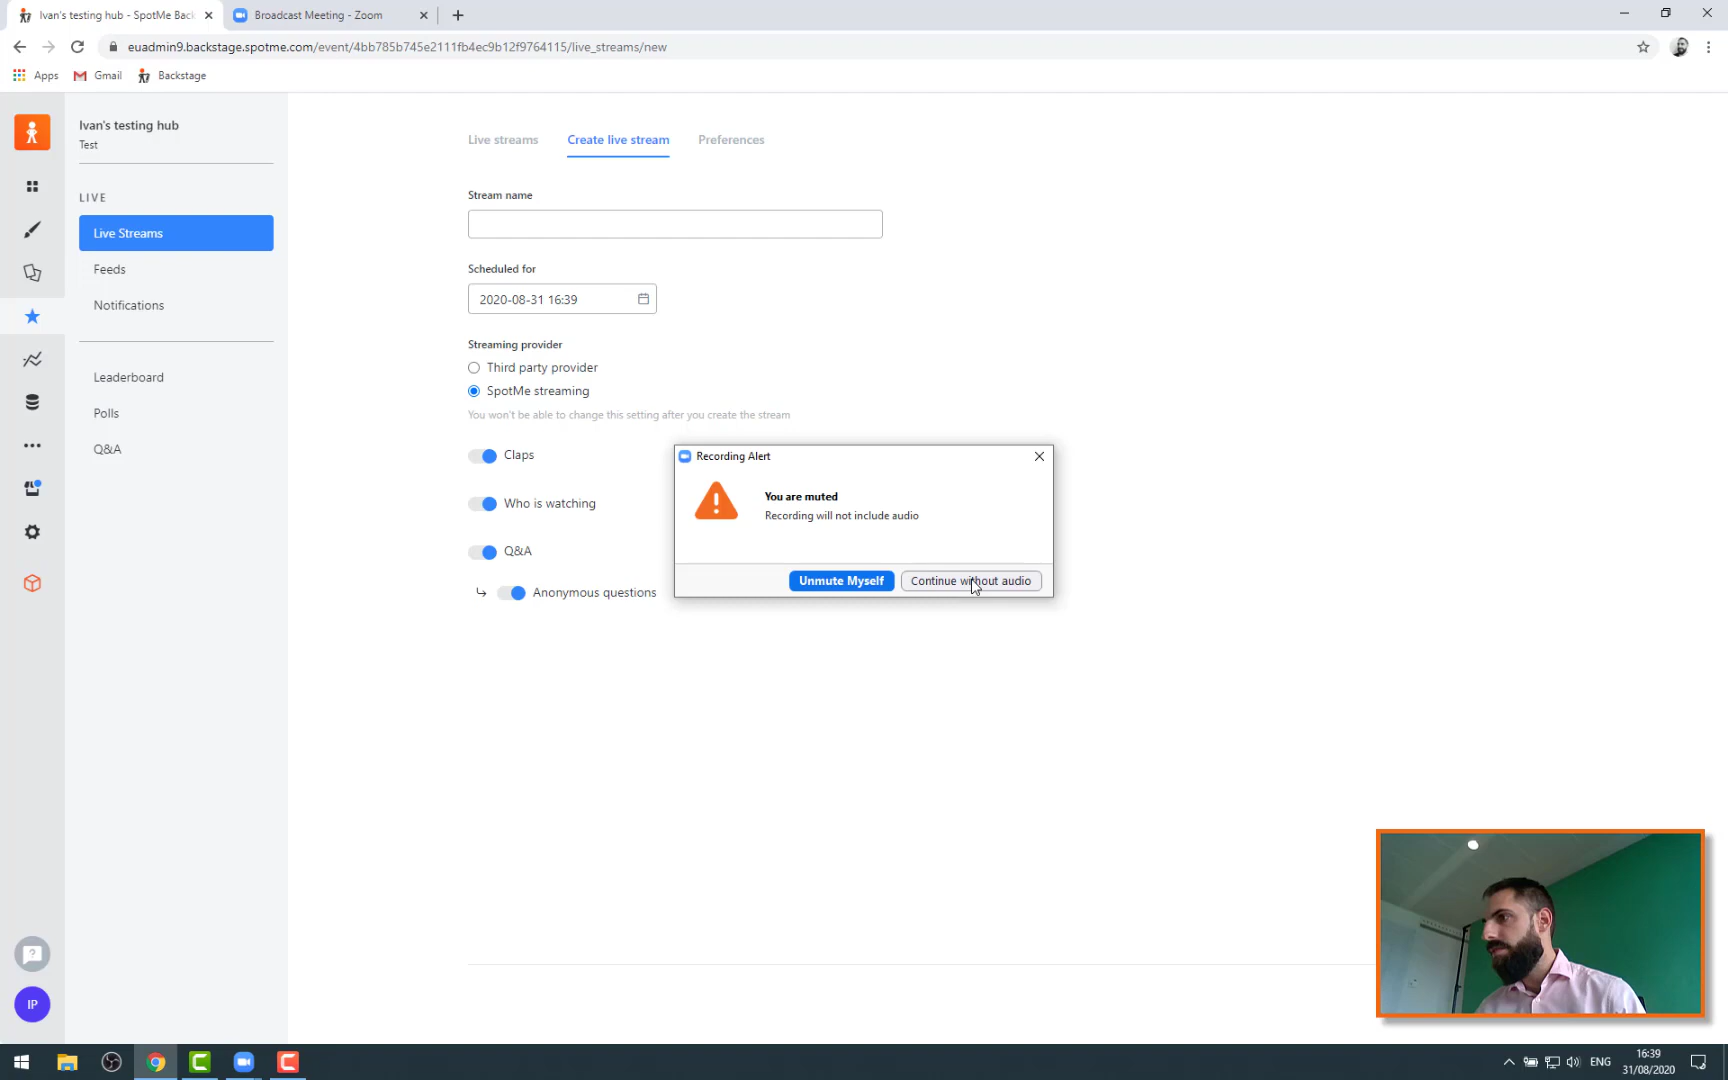 Ivan's testing hub - SpotMe Bac
Broadcast Meeting - Zoom
euadmin9.backstage.spotme.com/event/4bb785b745e2111fb4ec9b12f9764115/live_streams/new
Apps
Gmail
Backstage
Ivan's testing hub
Test
LIVE
Live Streams
Feeds
Notifications
Leaderboard
Polls
Q&A
IP
Live streams
Create live stream
Preferences
Stream name
Scheduled for
2020-08-31 16:39
Streaming provider
Third party provider
SpotMe streaming
You won't be able to change this setting after you create the stream
Claps
Who is watching
Q&A
Anonymous questions
Recording Alert
You are muted
Recording will not include audio
Unmute Myself
Continue without audio
ENG
16:39
31/08/2020